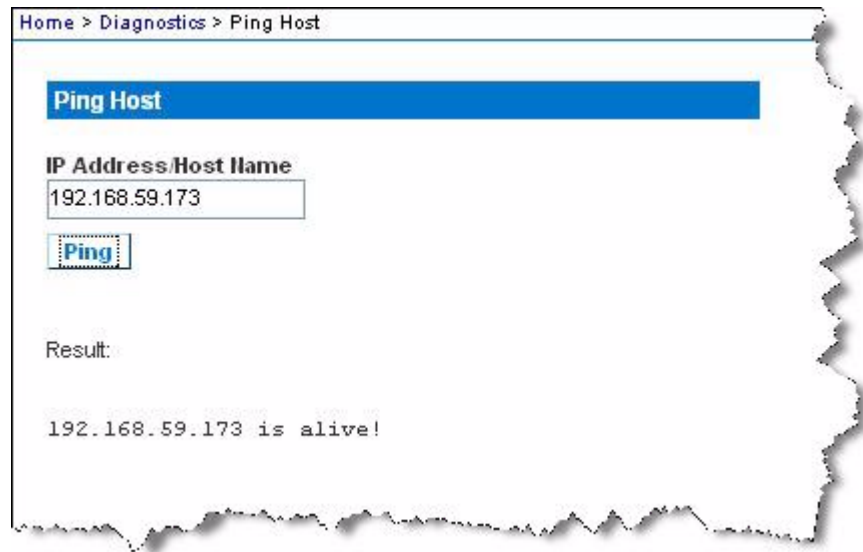 Home > Diagnostics > Ping Host
Ping Host
IP Address/Host Name
192.168.59.173
Ping
Result:
192.168.59.173 is alive!